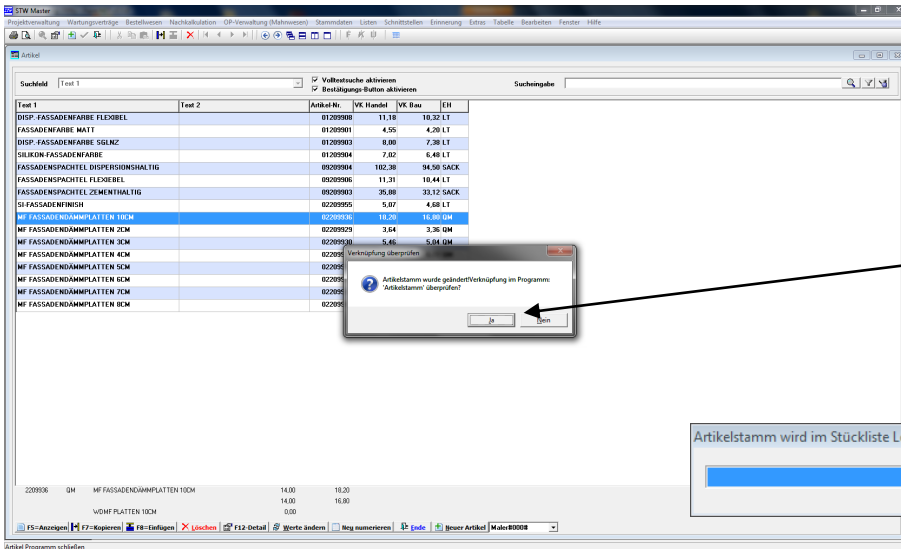 STW Master
Projektverwaltung Wartungsverträge Bestellwesen Nachkalkulation OP-Verwaltung (Mahnwesen) Stammdaten Listen Schnittstellen Erinnerung Extras Tabelle Bearbeiten Fenster Hilfe
Artikel
Suchfeld Text 1 Volltextsuche aktivieren Sucheingabe
Bestätigungs-Button aktivieren
Text 1 Text 2 Artikel-Nr. VK Handel VK Bau EH
DISP.-FASSADENFARBE FLEXIBEL 01209908 11,18 10,32 LT
FASSADENFARBE MATT 01209901 4,55 4,20 LT
DISP.-FASSADENFARBE SGLNZ 01209903 8,00 7,38 LT
SILIKON-FASSADENFARBE 01209904 7,02 6,48 LT
FASSADENSPACHTEL DISPERSIONSHALTIG 09209904 102,38 94,50 SACK
FASSADENSPACHTEL FLEXIEBEL 09209906 11,31 10,44 LT
FASSADENSPACHTEL ZEMENTHALTIG 09209903 35,88 33,12 SACK
SI-FASSADENFINISH 02209955 5,07 4,68 LT
MF FASSADENDÄMMPLATTEN 10CM 02209936 18,20 16,80 QM
MF FASSADENDÄMMPLATTEN 2CM 02209929 3,64 3,36 QM
MF FASSADENDÄMMPLATTEN 3CM 02209930 5,46 5,04 QM
MF FASSADENDÄMMPLATTEN 4CM
MF FASSADENDÄMMPLATTEN 5CM
MF FASSADENDÄMMPLATTEN 6CM
MF FASSADENDÄMMPLATTEN 7CM
MF FASSADENDÄMMPLATTEN 8CM
Verknüpfung überprüfen
Artikelstamm wurde geändert!Verknüpfung im Programm:
'Artikelstamm' überprüfen?
Ja Nein
Artikelstamm wird im Stückliste L
2209936 QM MF FASSADENDÄMMPLATTEN 10CM 14,00 18,20
14,00 16,80
WDMF PLATTEN 10CM 0,00
F5=Anzeigen F7=Kopieren F8=Einfügen Löschen F12-Detail Werte ändern Neu numerieren Ende Neuer Artikel Maler#000#
Artikel Programm schließen